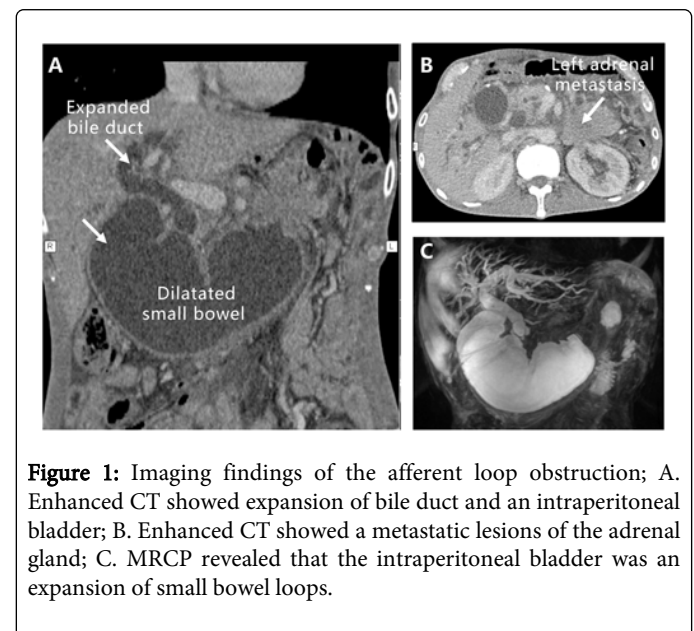 A
Expanded
bile duct
R
L
Dilatated
small bowel
B
Left adrenal
metastasis
C
Figure 1: Imaging findings of the afferent loop obstruction; A.
Enhanced CT showed expansion of bile duct and an intraperitoneal
bladder; B. Enhanced CT showed a metastatic lesions of the adrenal
gland; C. MRCP revealed that the intraperitoneal bladder was an
expansion of small bowel loops.